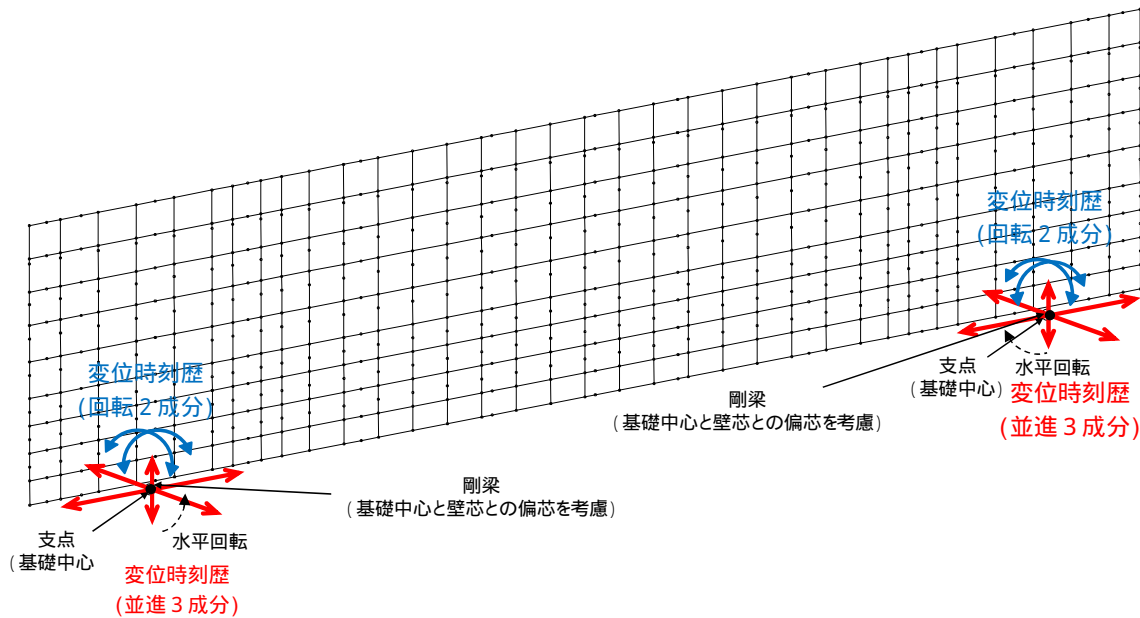 変位時刻歴
(回転2成分)
支点
(基礎中心)
水平回転
変位時刻歴
(並進3成分)
剛梁
(基礎中心と壁芯との偏芯を考慮)
変位時刻歴
(回転2成分)
剛梁
(基礎中心と壁芯との偏芯を考慮)
支点
(基礎中心
水平回転
変位時刻歴
(並進3成分)